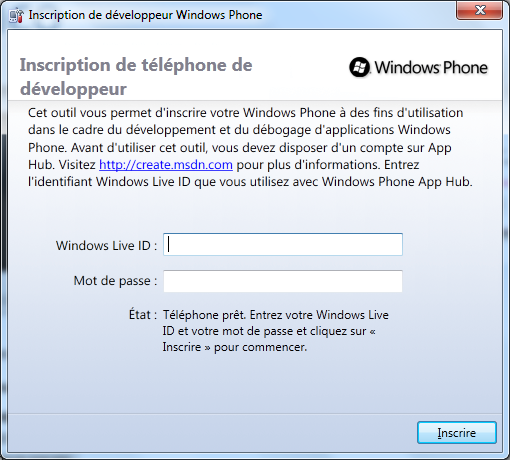 Inscription de développeur Windows Phone
Inscription de téléphone de
développeur
Windows Phone
Cet outil vous permet d'inscrire votre Windows Phone à des fins d'utilisation
dans le cadre du développement et du débogage d'applications Windows
Phone. Avant d'utiliser cet outil, vous devez disposer d'un compte sur App
Hub. Visitez http://create.msdn.com pour plus d'informations. Entrez
l'identifiant Windows Live ID que vous utilisez avec Windows Phone App Hub.
Windows Live ID :
Mot de passe :
État : Téléphone prêt. Entrez votre Windows Live
ID et votre mot de passe et cliquez sur «
Inscrire » pour commencer.
Inscrire